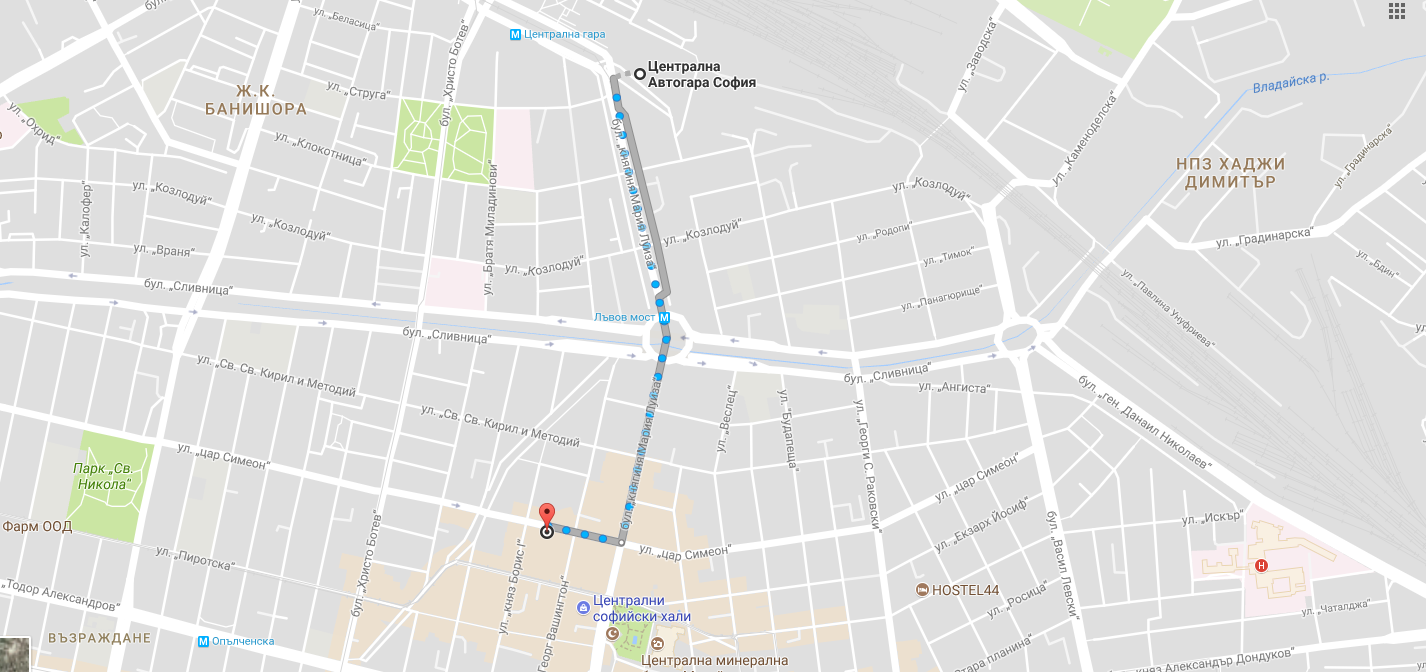 ул. „Беласица“
Централна гара
Централна
Автогара София
ул. „Заводска“
Владайска р.
Ж.К.
БАНИШОРА
ул. „Струга“
бул. „Христо Ботев“
ул. „Охрид“
ул. „Клокотница“
бул. „княгиня Мария Луиза“
ул. „Каменоделска“
ул. „Градинарска“
НПЗ ХАДЖИ
ДИМИТЪР
ул. „Калофер“
ул. „Козлодуй“
ул. „Козлодуй“
ул. „Братя Миладинови“
ул. „Козлодуй“
ул. „Козлодуй“
ул. „Родопи“
ул. „Градинарска“
ул. „Враня“
ул. „Козлодуй“
ул. „Тимок“
ул. „Бдин“
бул. „Сливница“
ул. „Панагюрище“
ул. „Павлина Унуфриева“
Лъвов мост
бул. „Сливница“
бул. „Сливница“
ул. „Св. Св. Кирил и Методий
ул. „Ангиста“
бул. „ген. Данаил Николаев“
ул. „Св. Св. Кирил и Методий
бул. „княгиня Мария Луиза“
ул. „Веслец“
ул. „Будапеща“
ул. „Георги С. Раковски“
Парк „Св.
Никола“
ул. „цар Симеон“
ул. „цар Симеон“
Фарм ООД
бул. „Христо Ботев“
ул. „Екзарх Йосиф“
бул. „Васил Левски“
ул. „Искър“
ул. „Пиротска“
ул. „княз Борис I“
ул. „цар Симеон“
HOSTEL44
„Тодор Александров“
Георг Вашингтон“
Централни
софийски хали
ул. „Росица“
ул. „Чаталджа“
ВЪЗРАЖДАНЕ
Опълченска
Централна минерална
„Стара планина“
„княз Александър Дондуков“